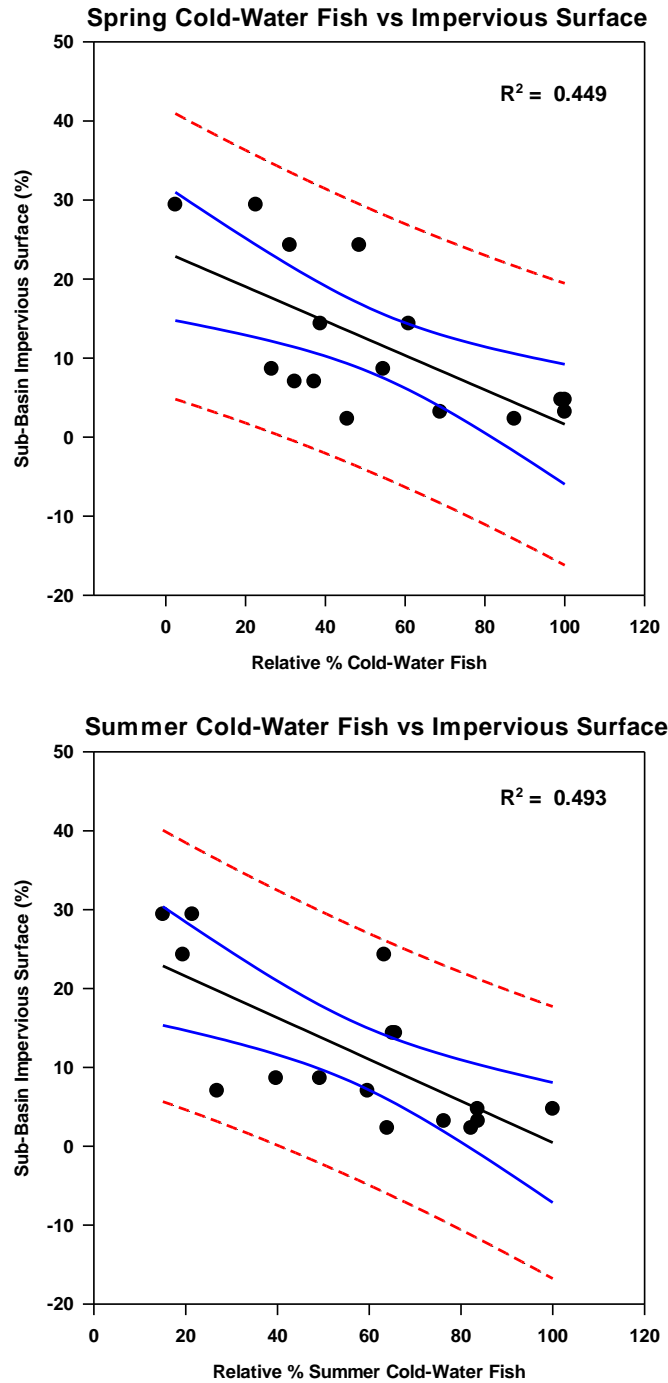 Spring Cold-Water Fish vs Impervious Surface
50
40
30
20
10
0
-10
-20
Sub-Basin Impervious Surface (%)
R² = 0.449
0 20 40 60 80 100 120
Relative % Cold-Water Fish
Summer Cold-Water Fish vs Impervious Surface
50
40
30
20
10
0
-10
-20
Sub-Basin Impervious Surface (%)
R² = 0.493
0 20 40 60 80 100 120
Relative % Summer Cold-Water Fish